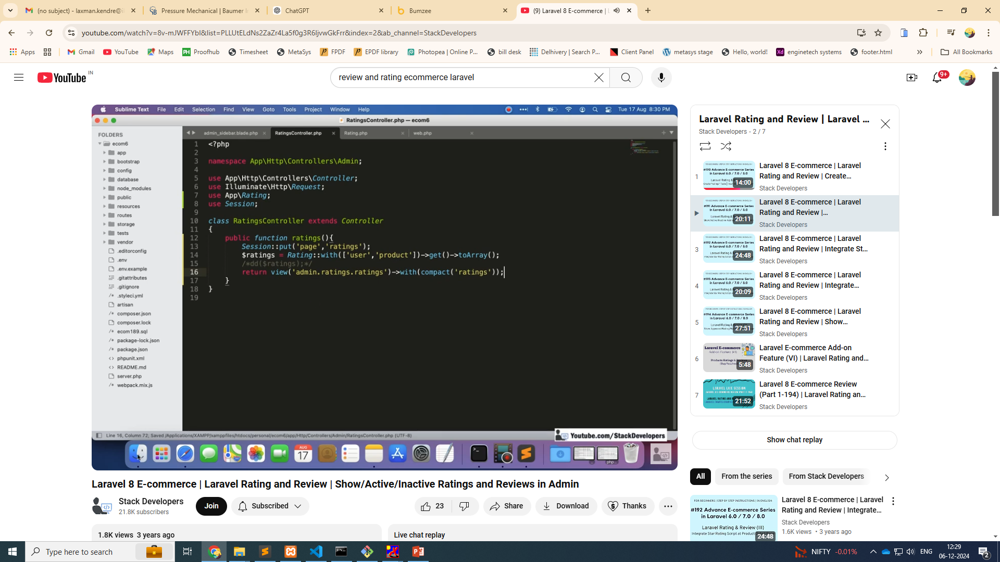 (no subject) - laxman.kendre@i
Pressure Mechanical | Baumer In
ChatGPT
Bumzee
(9) Laravel 8 E-commerce | L
youtube.com/watch?v=8v-mJWFFYbI&list=PLLUtELdNs2ZaZr4La5f0g3R6IjvwGkFrr&index=2&ab_channel=StackDevelopers
Apps
Gmail
YouTube
Maps
Proofhub
Timesheet
MetaSys
FPDF
EPDF library
Photopea | Online P...
bill desk
Delhivery | Search P...
Client Panel
metasys stage
Hello, world!
enginetech systems
footer.html
All Bookmarks
YouTube IN
review and rating ecommerce laravel
9+
Sublime Text File Edit Selection Find View Goto Tools Project Window Help
Tue 17 Aug 8:30 PM
RatingsController.php — ecom6
FOLDERS
ecom6
app
bootstrap
config
database
node_modules
public
resources
routes
storage
tests
vendor
.editorconfig
.env
.env.example
.gitattributes
.gitignore
.styleci.yml
artisan
composer.json
composer.lock
ecom189.sql
package-lock.json
package.json
phpunit.xml
README.md
server.php
webpack.mix.js
admin_sidebar.blade.php
RatingsController.php
Rating.php
web.php
1 <?php
2
3 namespace App\Http\Controllers\Admin;
4
5 use App\Http\Controllers\Controller;
6 use Illuminate\Http\Request;
7 use App\Rating;
8 use Session;
9
10 class RatingsController extends Controller
11 {
12 public function ratings(){
13 Session::put('page','ratings');
14 $ratings = Rating::with(['user','product'])->get()->toArray();
15 /*dd($ratings);*/
16 return view('admin.ratings.ratings')->with(compact('ratings'));
17 }
18 }
19
Line 16, Column 72; Saved /Applications/XAMPP/xamppfiles/htdocs/personal/ecom6/app/Http/Controllers/Admin/RatingsController.php (UTF-8)
Youtube.com/StackDevelopers
AUG
17
php...
Laravel 8 E-commerce | Laravel Rating and Review | Show/Active/Inactive Ratings and Reviews in Admin
Stack Developers
21.8K subscribers
Join
Subscribed
23
Share
Download
Thanks
1.8K views 3 years ago
Live chat replay
Laravel Rating and Review | Laravel ...
Stack Developers - 2 / 7
1
14:00
Laravel 8 E-commerce | Laravel
Rating and Review | Create...
Stack Developers
20:11
Laravel 8 E-commerce | Laravel
Rating and Review |...
Stack Developers
3
24:48
Laravel 8 E-commerce | Laravel
Rating and Review | Integrate St...
Stack Developers
4
20:09
Laravel 8 E-commerce | Laravel
Rating and Review | Integrate...
Stack Developers
5
27:51
Laravel 8 E-commerce | Laravel
Rating and Review | Show...
Stack Developers
6
5:48
Laravel E-commerce Add-on
Feature (VI) | Laravel Rating and...
Stack Developers
7
21:52
Laravel 8 E-commerce Review
(Part 1-194) | Laravel Rating an...
Stack Developers
Show chat replay
All
From the series
From Stack Developers
FOR BEGINNERS | STEP BY STEP INSTRUCTIONS | IN ENGLISH
#192 Advance E-commerce Series
in Laravel 6.0 / 7.0 / 8.0
Laravel Rating & Review (III)
24:48
Laravel 8 E-commerce | Laravel
Rating and Review | Integrate...
Stack Developers
1.6K views • 3 years ago
Type here to search
NIFTY -0.01%
ENG
12:29
06-12-2024
2